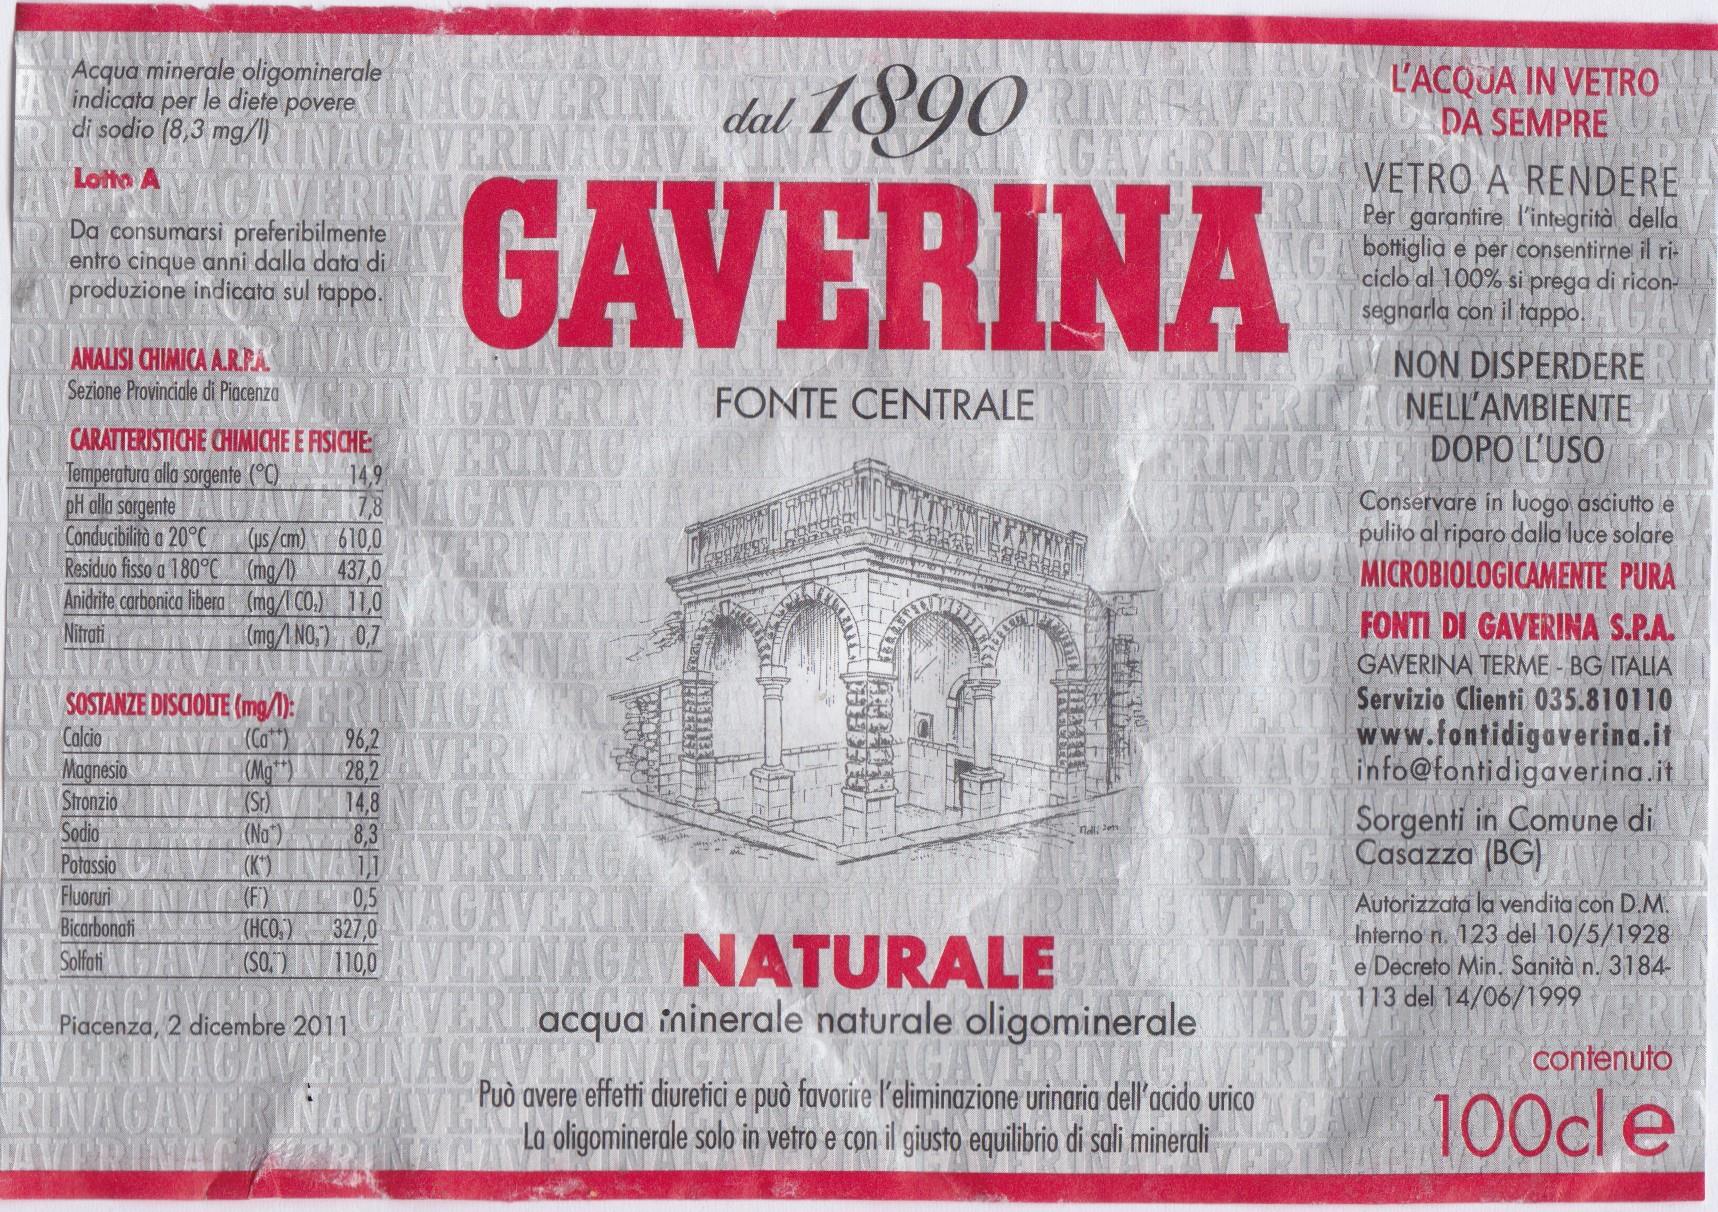 Acqua minerale oligominerale
indicata per le diete povere
di sodio (8,3 mg/l)
Lotto A
Da consumarsi preferibilmente
entro cinque anni dalla data di
produzione indicata sul tappo.
ANALISI CHIMICA A.R.P.A.
Sezione Provinciale di Piacenza
CARATTERISTICHE CHIMICHE E FISICHE:
Temperatura alla sorgente (°C) 14,9
pH alla sorgente 7,8
Conducibilità a 20°C (µs/cm) 610,0
Residuo fisso a 180°C (mg/l) 437,0
Anidrite carbonica libera (mg/l CO₂) 11,0
Nitrati (mg/l NO₃⁻) 0,7
SOSTANZE DISCIOLTE (mg/l):
Calcio (Ca⁺⁺) 96,2
Magnesio (Mg⁺⁺) 28,2
Stronzio (Sr) 14,8
Sodio (Na⁺) 8,3
Potassio (K⁺) 1,1
Fluoruri (F⁻) 0,5
Bicarbonati (HCO₃⁻) 327,0
Solfati (SO₄⁻⁻) 110,0
Piacenza, 2 dicembre 2011
dal 1890
GAVERINA
FONTE CENTRALE
NATURALE
acqua minerale naturale oligominerale
Può avere effetti diuretici e può favorire l'eliminazione urinaria dell'acido urico
La oligominerale solo in vetro e con il giusto equilibrio di sali minerali
L'ACQUA IN VETRO
DA SEMPRE
VETRO A RENDERE
Per garantire l'integrità della
bottiglia e per consentirne il ri-
ciclo al 100% si prega di ricon-
segnarla con il tappo.
NON DISPERDERE
NELL'AMBIENTE
DOPO L'USO
Conservare in luogo asciutto e
pulito al riparo dalla luce solare
MICROBIOLOGICAMENTE PURA
FONTI DI GAVERINA S.P.A.
GAVERINA TERME - BG ITALIA
Servizio Clienti 035.810110
www.fontidigaverina.it
info@fontidigaverina.it
Sorgenti in Comune di
Casazza (BG)
Autorizzata la vendita con D.M.
Interno n. 123 del 10/5/1928
e Decreto Min. Sanità n. 3184-
113 del 14/06/1999
contenuto
100cl e